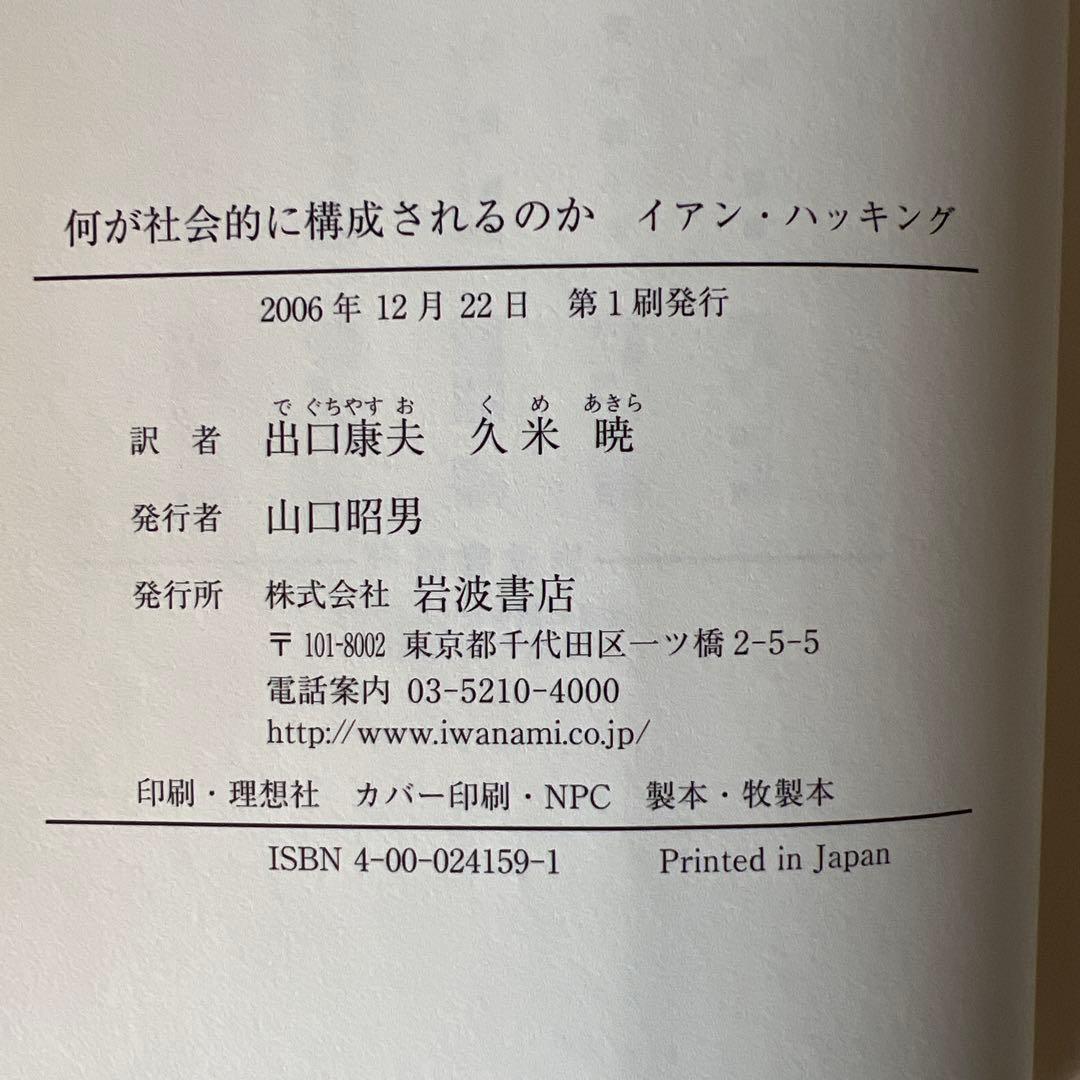 何が社会的に構成されるのか　イアン・ハッキング
2006年12月22日　第1刷発行
で ぐちやす お　く め あきら
訳 者　出口康夫　久米 暁
発行者　山口昭男
発行所　株式会社 岩波書店
〒101-8002 東京都千代田区一ツ橋2-5-5
電話案内 03-5210-4000
http://www.iwanami.co.jp/
印刷・理想社　カバー印刷・NPC　製本・牧製本
ISBN 4-00-024159-1　Printed in Japan